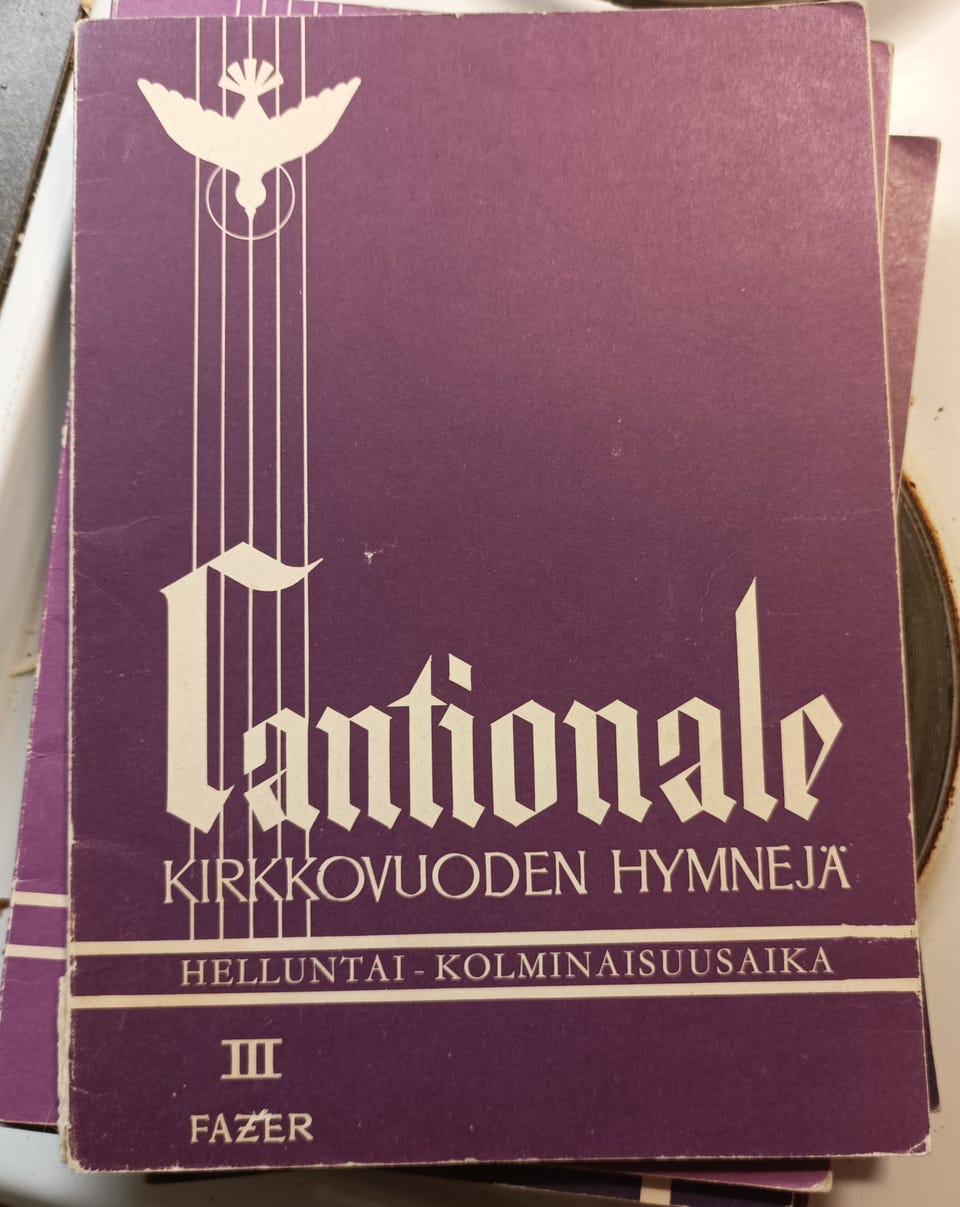 Cantionale
KIRKKOVUODEN HYMNEJÄ
HELLUNTAI - KOLMINAISUUSAIKA
III
FAZER